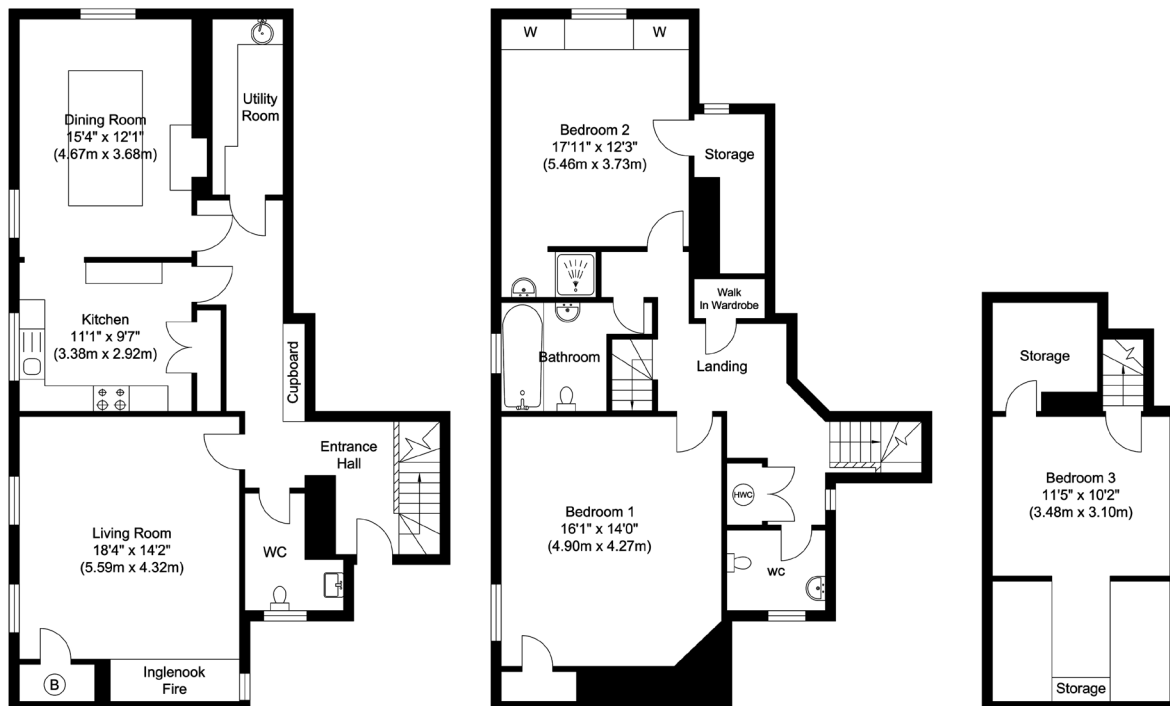 Dining Room
15'4" x 12'1"
(4.67m x 3.68m)
Utility
Room
Kitchen
11'1" x 9'7"
(3.38m x 2.92m)
Cupboard
Entrance
Hall
Living Room
18'4" x 14'2"
(5.59m x 4.32m)
WC
B
Inglenook
Fire
W
W
Bedroom 2
17'11" x 12'3"
(5.46m x 3.73m)
Storage
Walk
In Wardrobe
Bathroom
Landing
HWC
Bedroom 1
16'1" x 14'0"
(4.90m x 4.27m)
WC
Storage
Bedroom 3
11'5" x 10'2"
(3.48m x 3.10m)
Storage